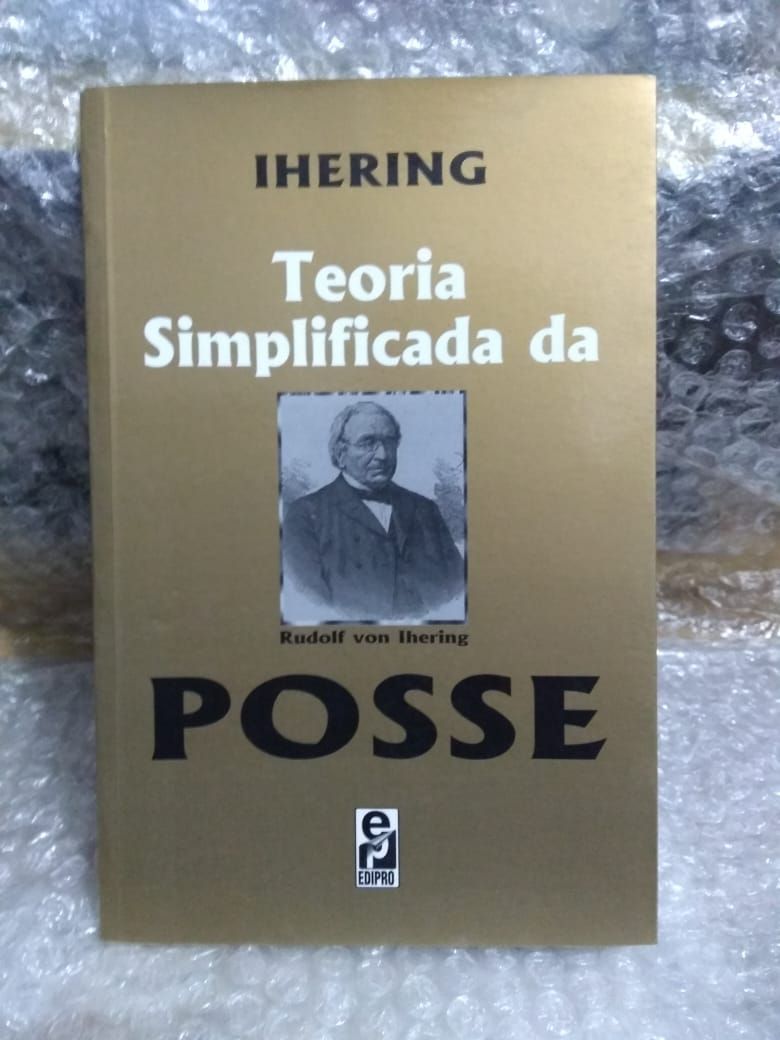 IHERING
Teoria
Simplificada da
Rudolf von Ihering
POSSE
ep
EDIPRO